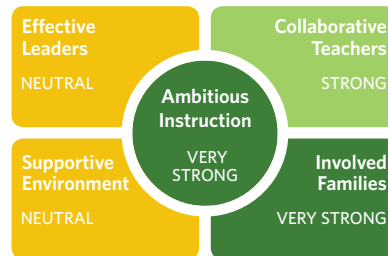 Effective
Leaders
NEUTRAL
Collaborative
Teachers
STRONG
Ambitious
Instruction
VERY
STRONG
Supportive
Environment
NEUTRAL
Involved
Families
VERY STRONG